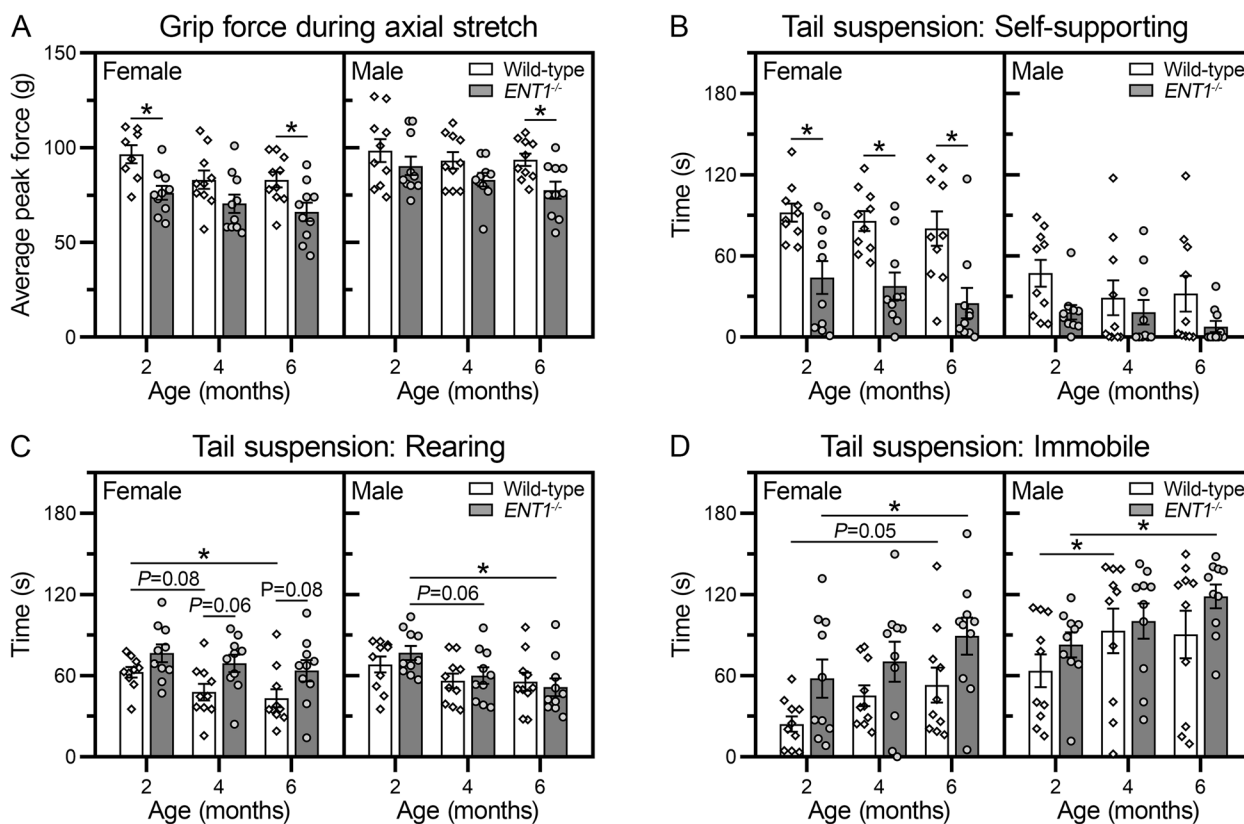 A Grip force during axial stretch
Average peak force (g)
150
100
50
0
Female
Male
Wild-type
ENT1-/-
* * *
2 4 6 2 4 6
Age (months) Age (months)
B Tail suspension: Self-supporting
Time (s)
180
120
60
0
Female
Male
Wild-type
ENT1-/-
* * *
2 4 6 2 4 6
Age (months) Age (months)
C Tail suspension: Rearing
Time (s)
180
120
60
0
Female
Male
Wild-type
ENT1-/-
* *
P=0.08 P=0.08
P=0.06 P=0.06
2 4 6 2 4 6
Age (months) Age (months)
D Tail suspension: Immobile
Time (s)
180
120
60
0
Female
Male
Wild-type
ENT1-/-
*
P=0.05
* *
2 4 6 2 4 6
Age (months) Age (months)